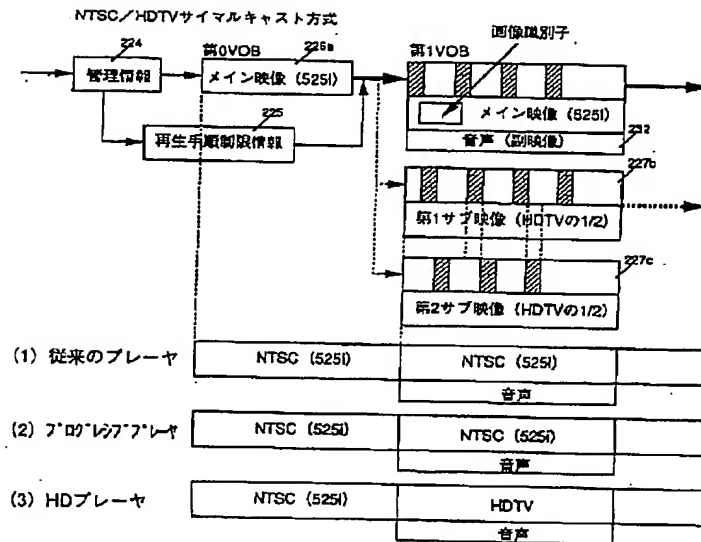 NTSC/HDTVサイマルキャスト方式
224
管理情報
第0VOB
226a
メイン映像(525I)
225
再生手順制限情報
画像識別子
第1VOB
メイン映像(525I)
音声(副映像)
232
227b
第1サブ映像(HDTVの1/2)
227c
第2サブ映像(HDTVの1/2)
(1) 従来のプレーヤ
NTSC (525I)
NTSC (525I)
音声
(2) プログレシブプレーヤ
NTSC (525I)
NTSC (525I)
音声
(3) HDプレーヤ
NTSC (525I)
HDTV
音声